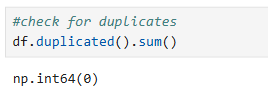 #check for duplicates
df.duplicated().sum()
np.int64(0)